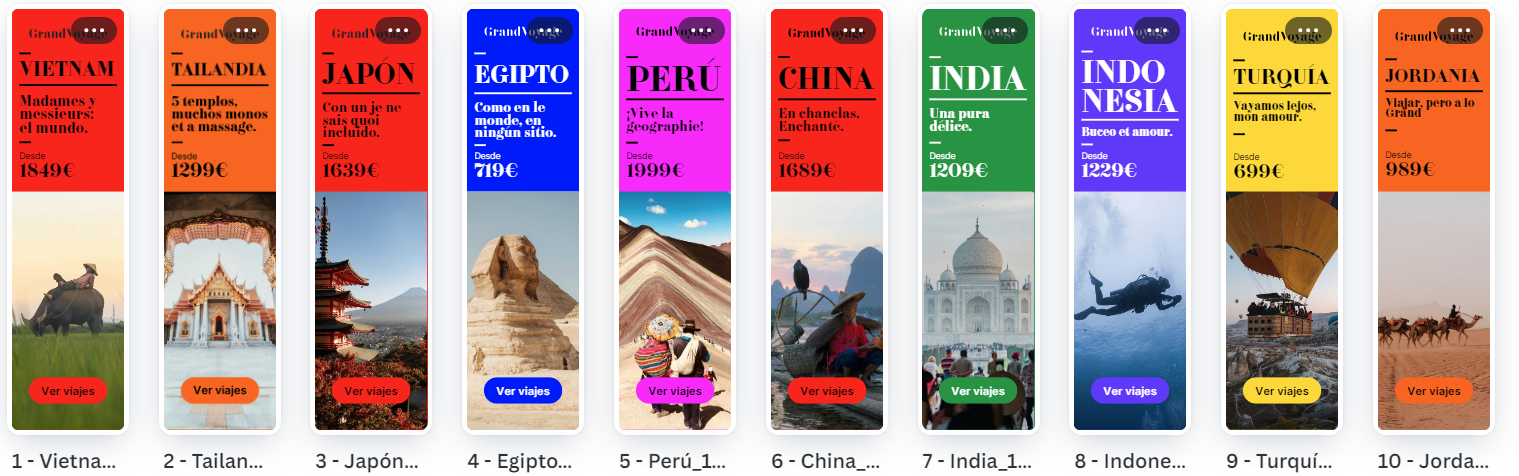 GrandVoyage
VIETNAM
Madames y
messieurs:
el mundo.
Desde
1849€
Ver viajes
1 - Vietna...
GrandVoyage
TAILANDIA
5 templos,
muchos monos
et a massage.
Desde
1299€
Ver viajes
2 - Tailan...
GrandVoyage
JAPÓN
Con un je ne
sais quoi
incluido.
Desde
1639€
Ver viajes
3 - Japón...
GrandVoyage
EGIPTO
Como en le
monde, en
ningún sitio.
Desde
719€
Ver viajes
4 - Egipto...
GrandVoyage
PERÚ
¡Vive la
geographie!
Desde
1999€
Ver viajes
5 - Perú_1...
GrandVoyage
CHINA
En chanclas,
Enchanté.
Desde
1689€
Ver viajes
6 - China_...
GrandVoyage
INDIA
Una pura
délice.
Desde
1209€
Ver viajes
7 - India_1...
GrandVoyage
INDO
NESIA
Buceo et amour.
Desde
1229€
Ver viajes
8 - Indone...
GrandVoyage
TURQUÍA
Vayamos lejos,
mon amour.
Desde
699€
Ver viajes
9 - Turquí...
GrandVoyage
JORDANIA
Viajar, pero a lo
Grand
Desde
989€
Ver viajes
10 - Jorda...